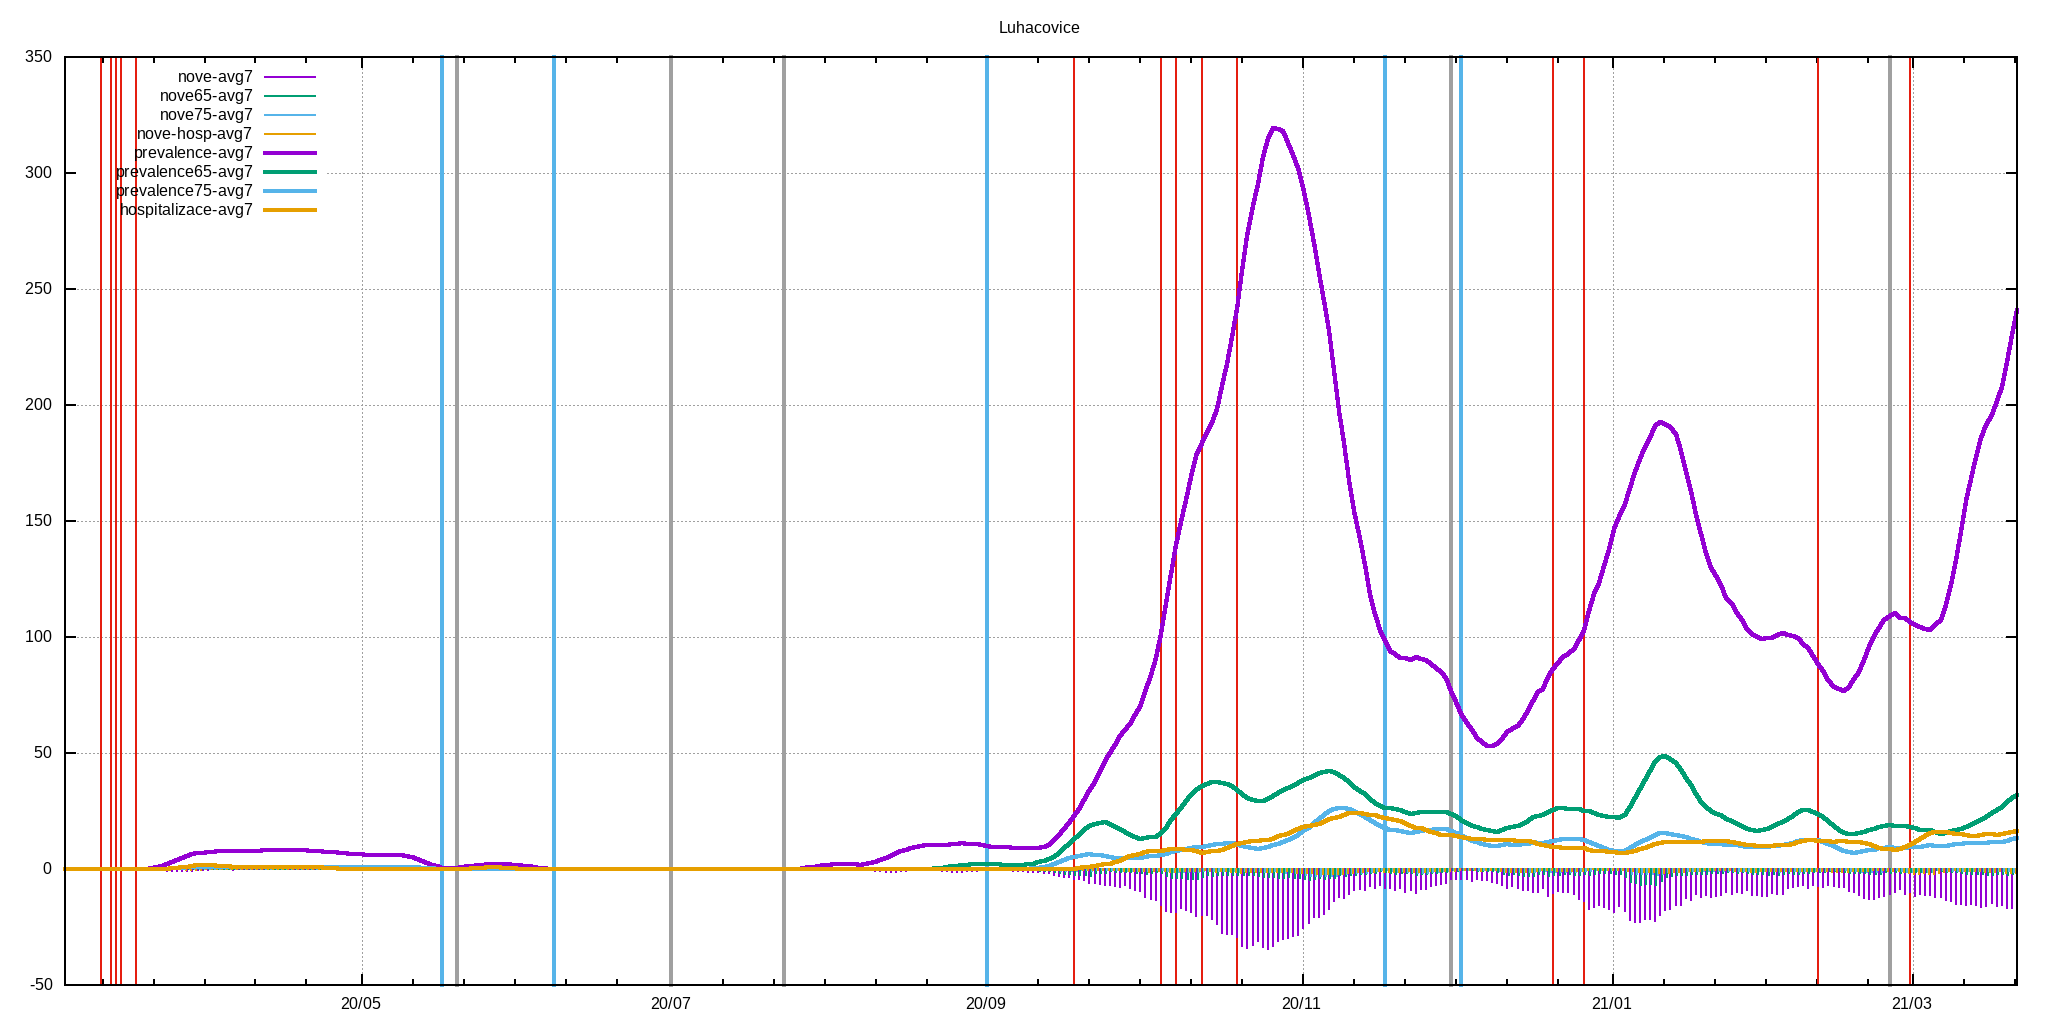 Luhacovice
350
300
250
200
150
100
50
0
-50
nove-avg7
nove65-avg7
nove75-avg7
nove-hosp-avg7
prevalence-avg7
prevalence65-avg7
prevalence75-avg7
hospitalizace-avg7
20/05 20/07 20/09 20/11 21/01 21/03